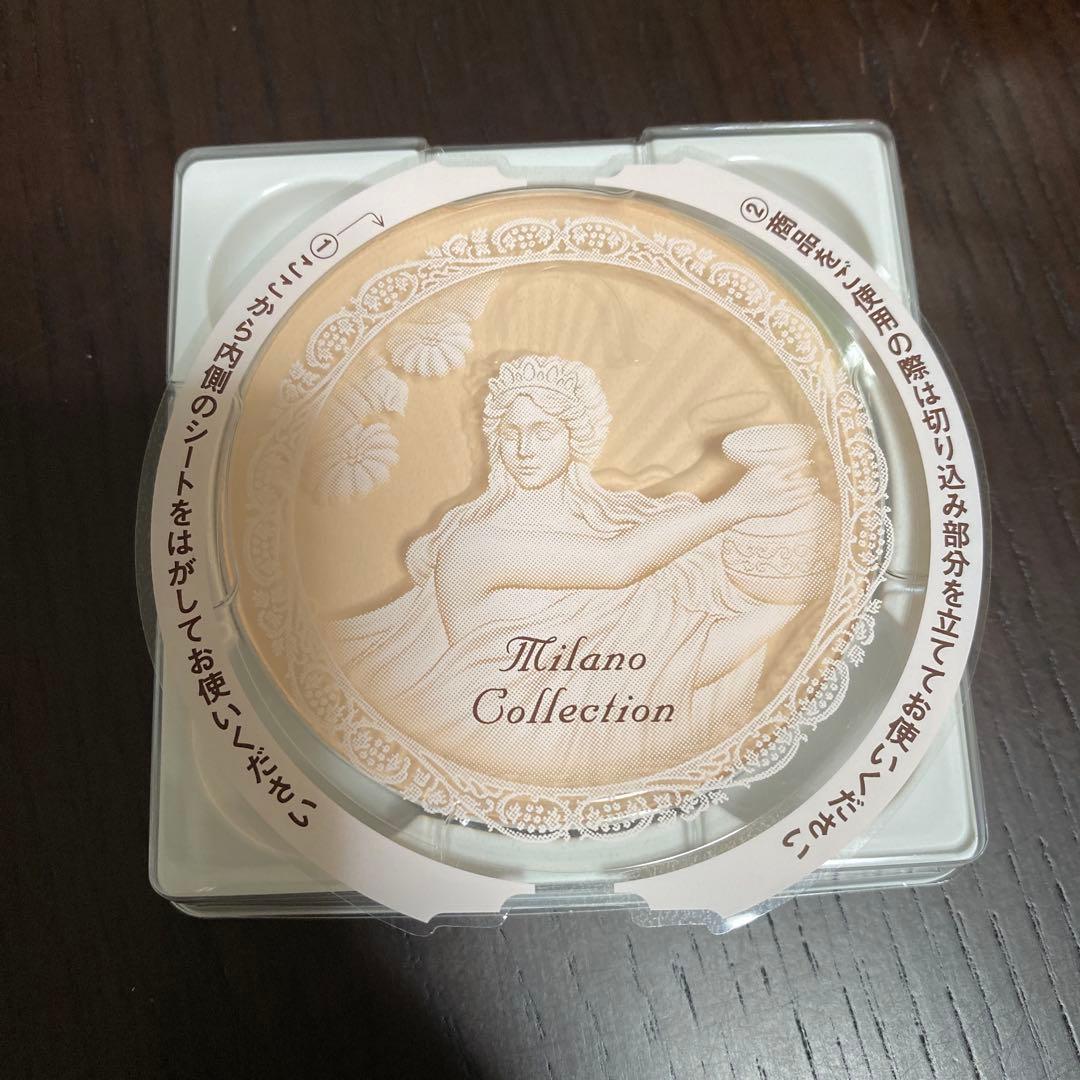 ①ここから内側のシートをはがしてお使いください
②商品をご使用の際は切り込み部分を立ててお使いください
Milano
Collection